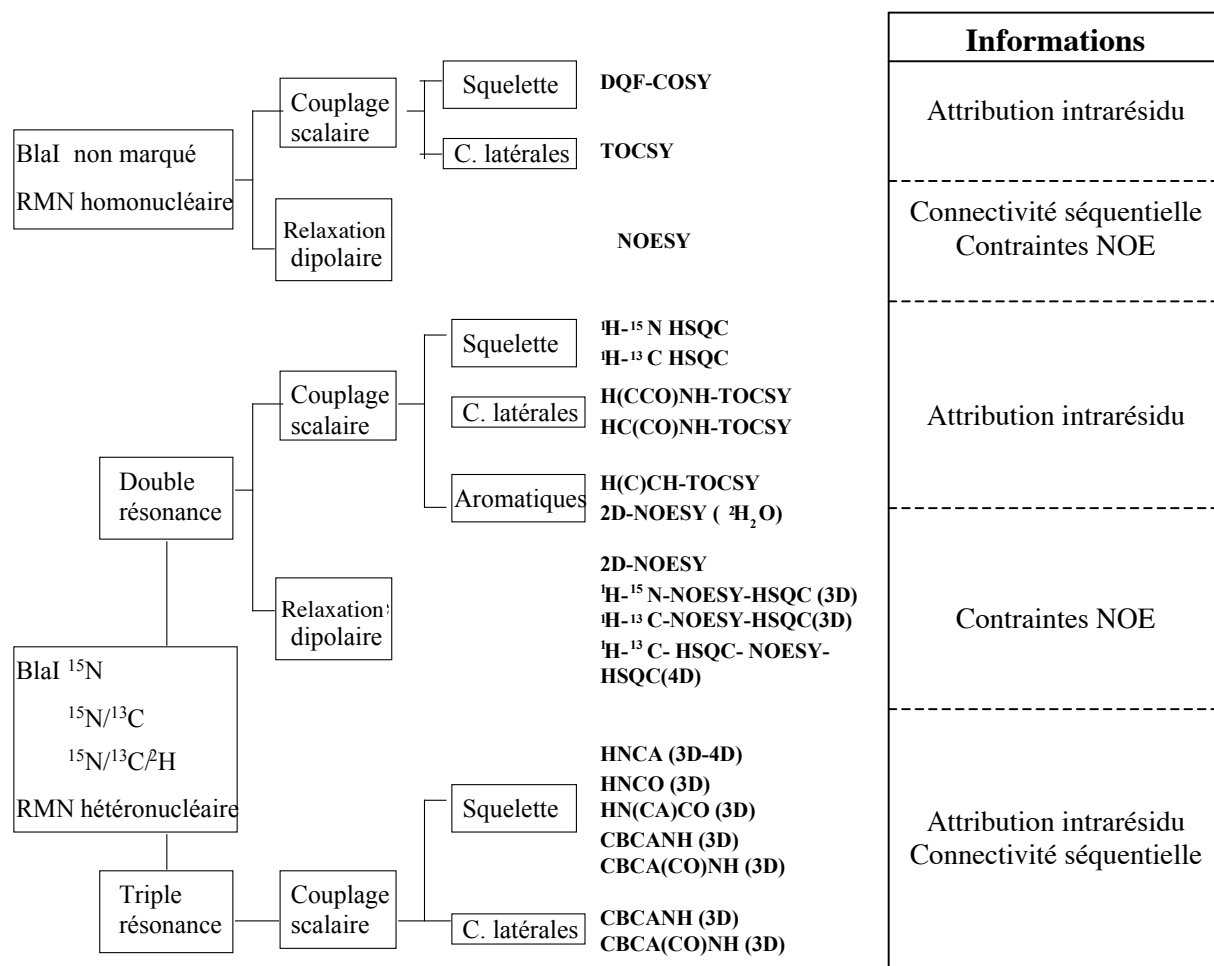 Informations
Squelette
DQF-COSY
Couplage
scalaire
Attribution intrarésidu
BlaI non marqué
RMN homonucléaire
C. latérales
TOCSY
Relaxation
dipolaire
NOESY
Connectivité séquentielle
Contraintes NOE
Squelette
¹H-¹⁵N HSQC
¹H-¹³C HSQC
Couplage
scalaire
C. latérales
H(CCO)NH-TOCSY
HC(CO)NH-TOCSY
Attribution intrarésidu
Double
résonance
Aromatiques
H(C)CH-TOCSY
2D-NOESY ( ²H₂O)
Relaxation
dipolaire
2D-NOESY
¹H-¹⁵N-NOESY-HSQC (3D)
¹H-¹³C-NOESY-HSQC(3D)
¹H-¹³C- HSQC- NOESY-
HSQC(4D)
Contraintes NOE
BlaI ¹⁵N
¹⁵N/¹³C
¹⁵N/¹³C/²H
RMN hétéronucléaire
Squelette
HNCA (3D-4D)
HNCO (3D)
HN(CA)CO (3D)
CBCANH (3D)
CBCA(CO)NH (3D)
Attribution intrarésidu
Connectivité séquentielle
Triple
résonance
Couplage
scalaire
C. latérales
CBCANH (3D)
CBCA(CO)NH (3D)